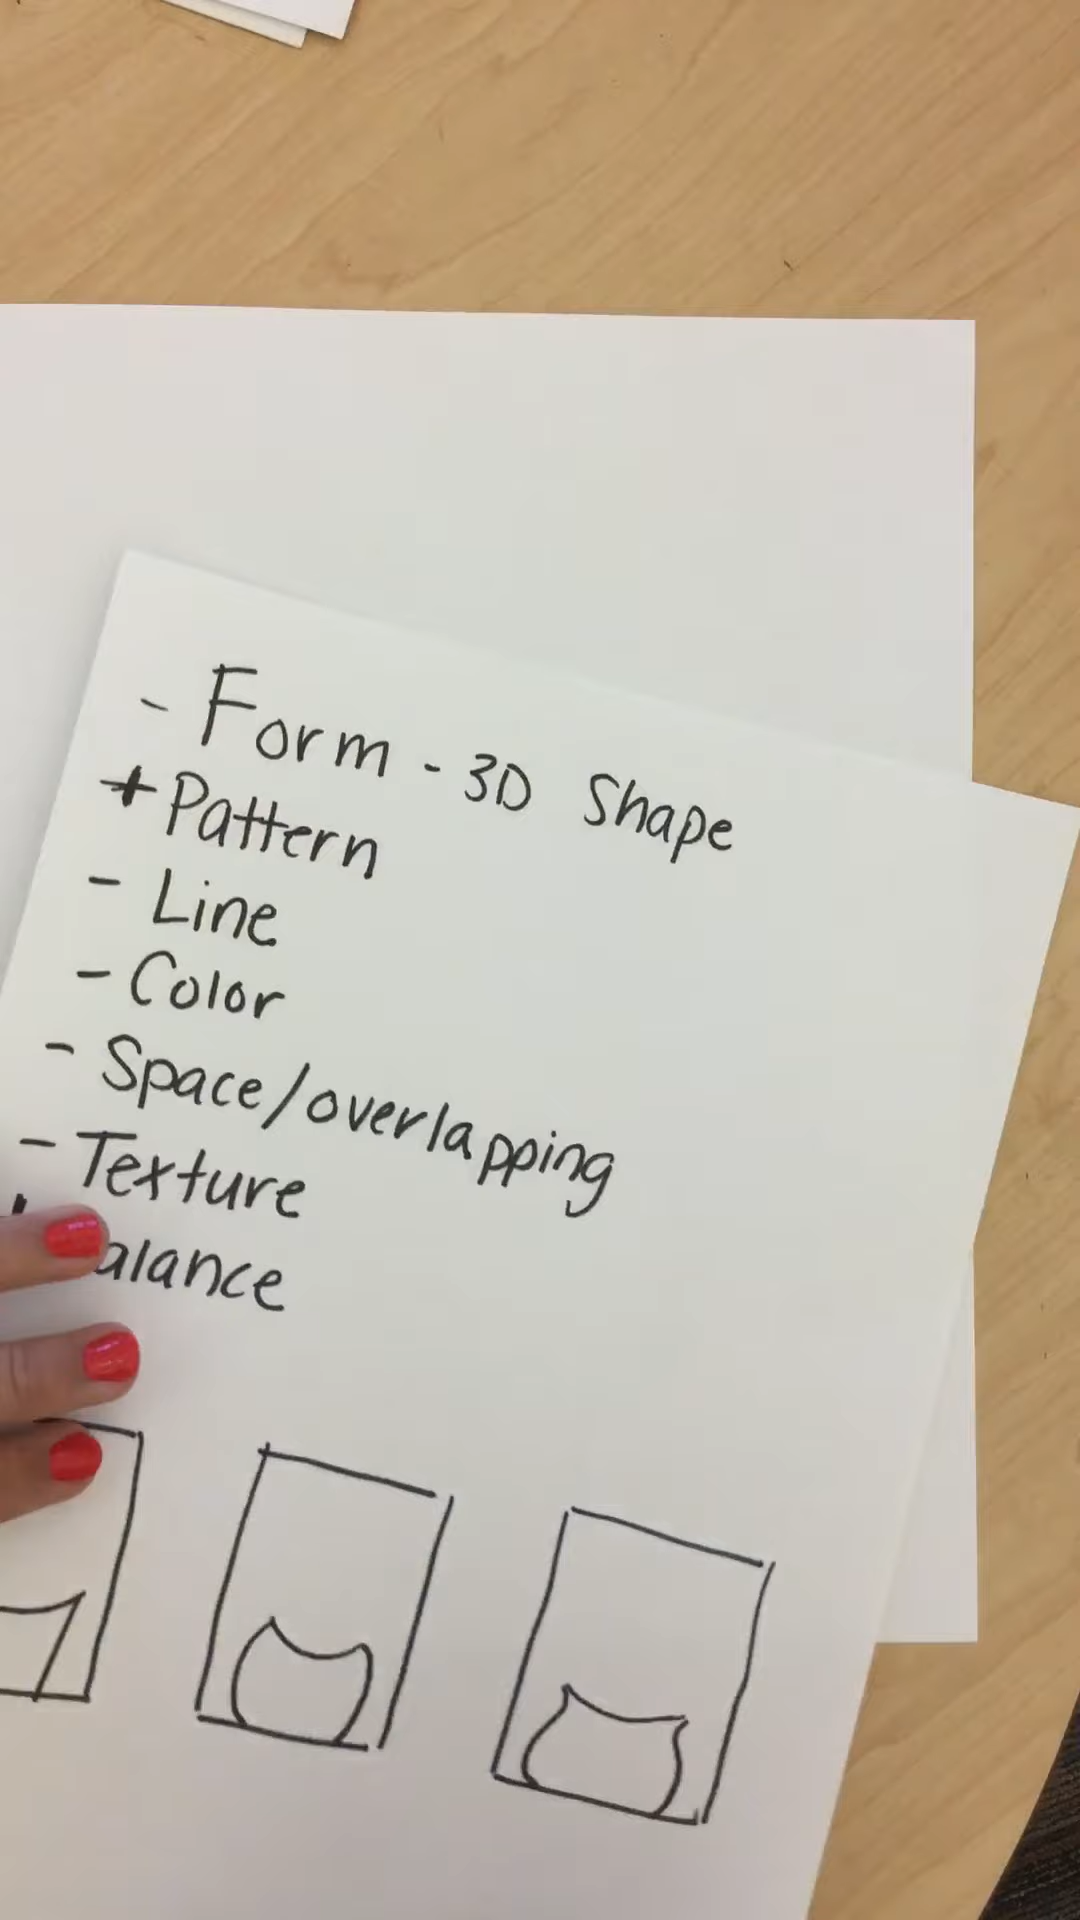 - Form - 3D Shape
+ Pattern
- Line
- Color
- Space/overlapping
- Texture
alance